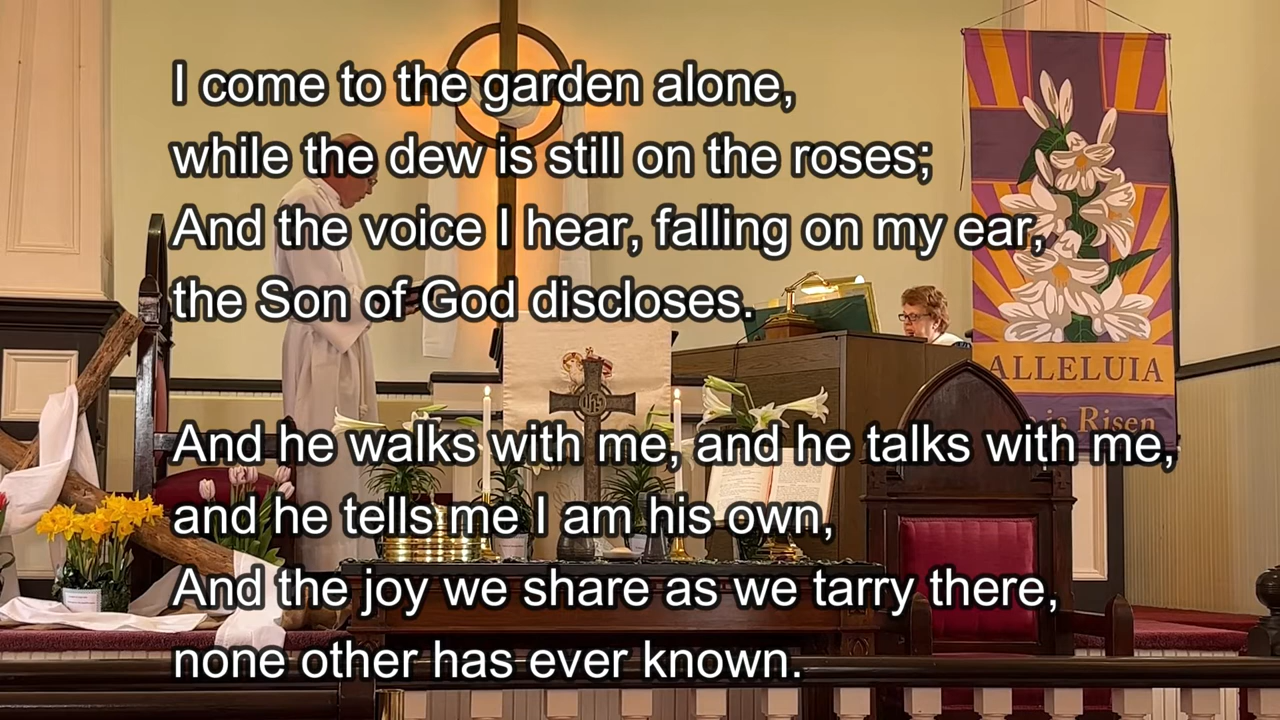 I come to the garden alone,
while the dew is still on the roses;
And the voice I hear, falling on my ear,
the Son of God discloses.
And he walks with me, and he talks with me,
and he tells me I am his own,
And the joy we share as we tarry there,
none other has ever known.
ALLELUIA
is Risen
IHS